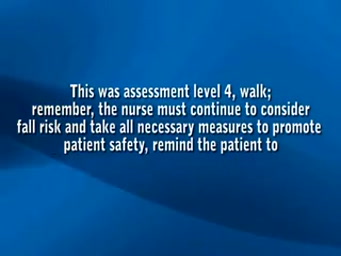 This was assessment level 4, walk;
remember, the nurse must continue to consider
fall risk and take all necessary measures to promote
patient safety, remind the patient to